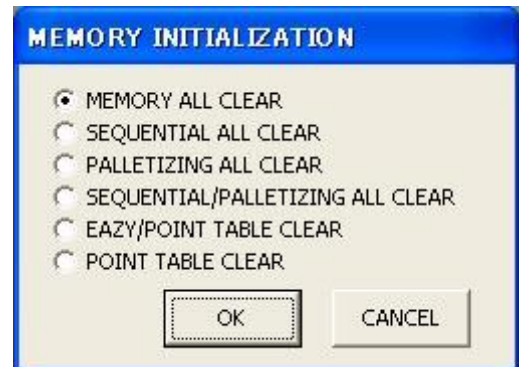 MEMORY INITIALIZATION
MEMORY ALL CLEAR
SEQUENTIAL ALL CLEAR
PALLETIZING ALL CLEAR
SEQUENTIAL/PALLETIZING ALL CLEAR
EAZY/POINT TABLE CLEAR
POINT TABLE CLEAR
OK CANCEL